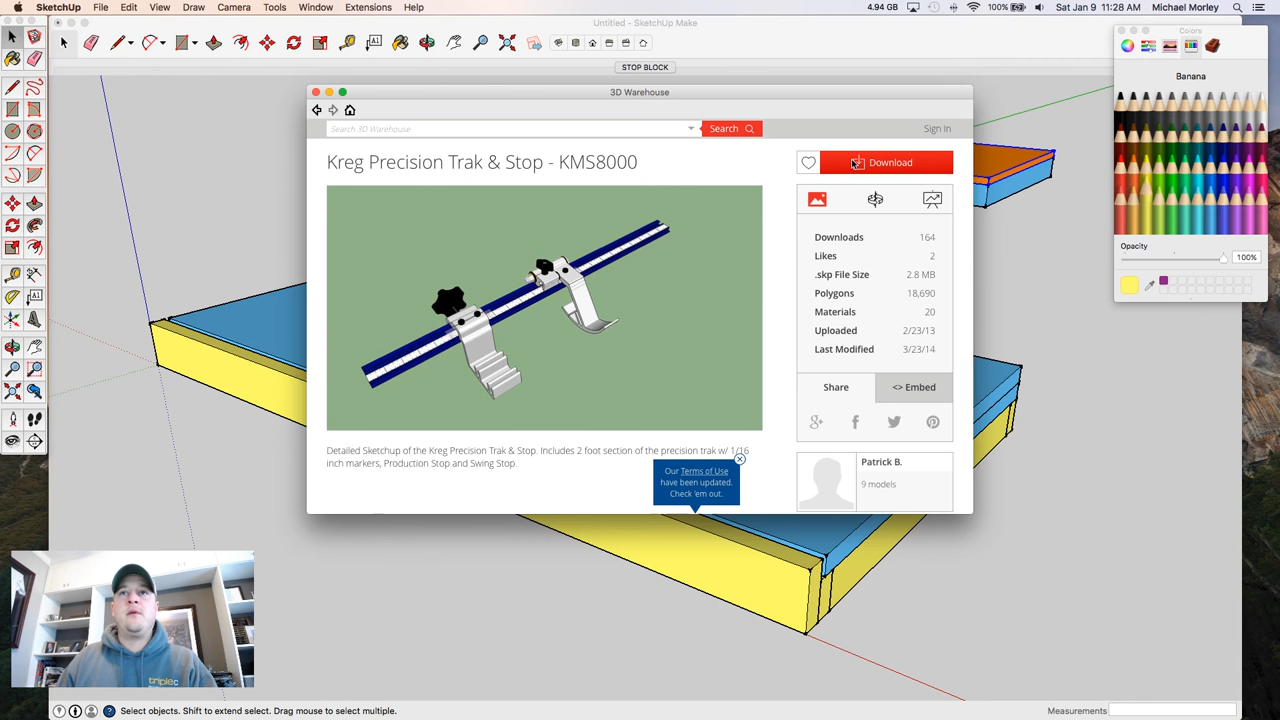 SketchUp File Edit View Draw Camera Tools Window Extensions Help 4.94 GB 100% Sat Jan 9 11:28 AM Michael Morley
Untitled - SketchUp Make
Colors
STOP BLOCK
Banana
3D Warehouse
Search 3D Warehouse
Search
Sign In
Kreg Precision Trak & Stop - KMS8000
Download
Downloads 164
Likes 2
.skp File Size 2.8 MB
Polygons 18,690
Materials 20
Uploaded 2/23/13
Last Modified 3/23/14
Opacity
100%
Share
<> Embed
Detailed Sketchup of the Kreg Precision Trak & Stop. Includes 2 foot section of the precision trak w/ 1/16
inch markers, Production Stop and Swing Stop.
Our Terms of Use
have been updated.
Check 'em out.
Patrick B.
9 models
triplec
Select objects. Shift to extend select. Drag mouse to select multiple.
Measurements